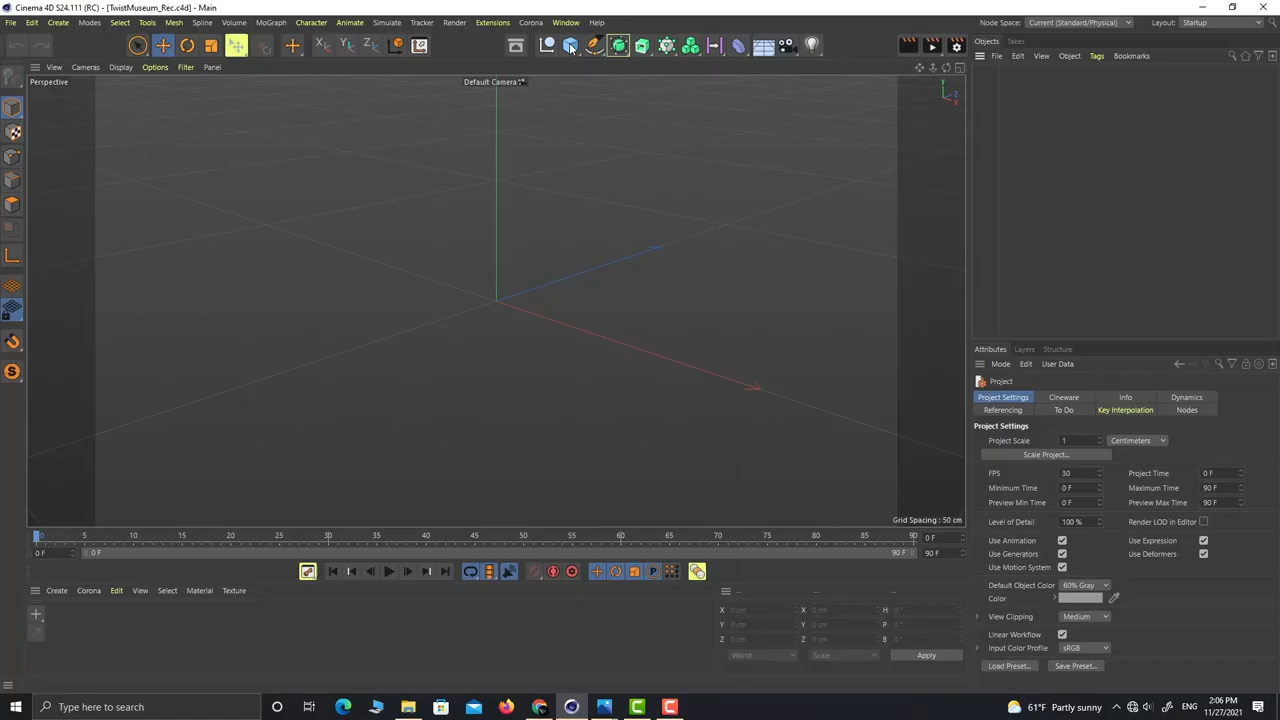 Cinema 4D S24.111 (RC) - [TwistMuseum_Rec.c4d] - Main
File Edit Create Modes Select Tools Mesh Spline Volume MoGraph Character Animate Simulate Tracker Render Extensions Corona Window Help
Node Space: Current (Standard/Physical) Layout: Startup
X Y Z
Objects Takes
File Edit View Object Tags Bookmarks
View Cameras Display Options Filter Panel
Perspective
Default Camera
Y
Z
X
Attributes Layers Structure
Mode Edit User Data
Project
Project Settings Cineware Info Dynamics
Referencing To Do Key Interpolation Nodes
Project Settings
Project Scale 1 Centimeters
Scale Project...
FPS 30 Project Time 0 F
Minimum Time 0 F Maximum Time 90 F
Preview Min Time 0 F Preview Max Time 90 F
Level of Detail 100 % Render LOD in Editor
Use Animation Use Expression
Use Generators Use Deformers
Use Motion System
Default Object Color 60% Gray
Color
View Clipping Medium
Linear Workflow
Input Color Profile sRGB
Load Preset... Save Preset...
Grid Spacing : 50 cm
0 5 10 15 20 25 30 35 40 45 50 55 60 65 70 75 80 85 90 0 F
0 F 0 F 90 F 90 F
P
Create Corona Edit View Select Material Texture
-- -- --
X 0 cm X 0 cm H 0 °
Y 0 cm Y 0 cm P 0 °
Z 0 cm Z 0 cm B 0 °
World Scale Apply
Type here to search
61°F Partly sunny
2:06 PM
11/27/2021